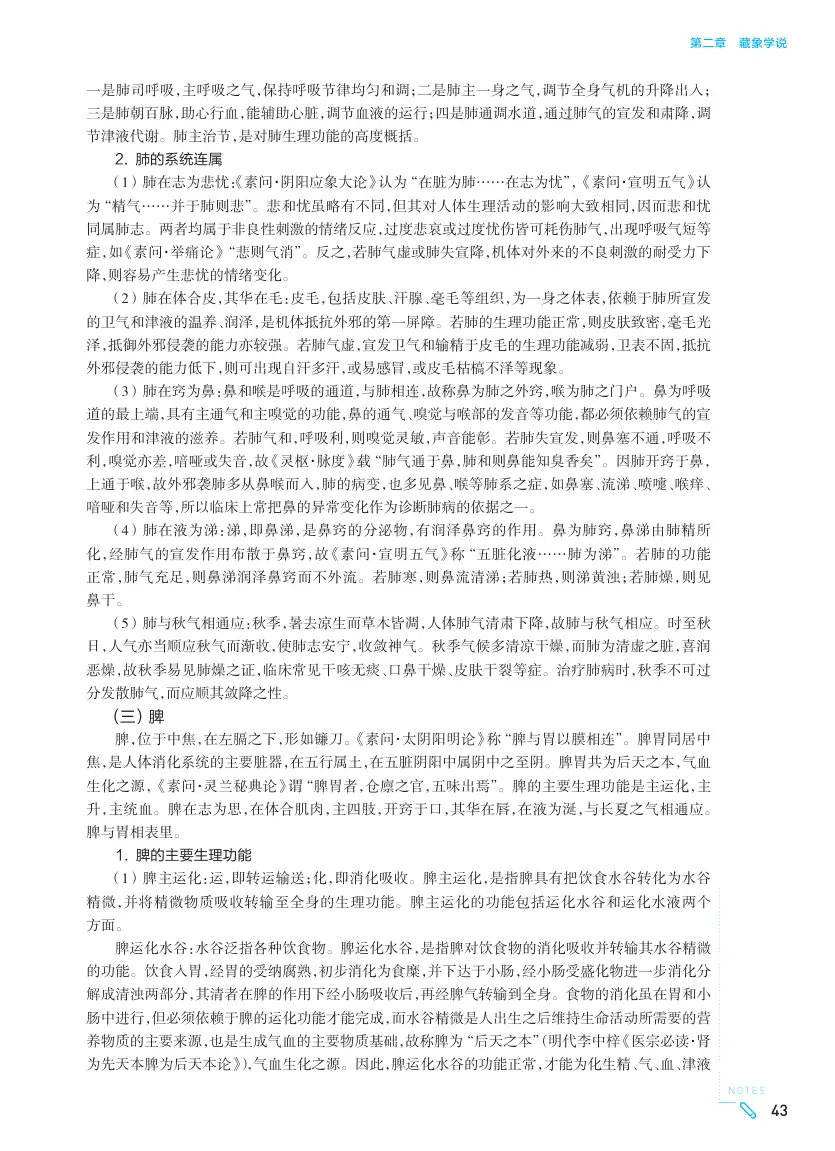 第二章　藏象学说
一是肺司呼吸,主呼吸之气,保持呼吸节律均匀和调;二是肺主一身之气,调节全身气机的升降出入;
三是肺朝百脉,助心行血,能辅助心脏,调节血液的运行;四是肺通调水道,通过肺气的宣发和肃降,调
节津液代谢。肺主治节,是对肺生理功能的高度概括。
2. 肺的系统连属
（1）肺在志为悲忧:《素问·阴阳应象大论》认为“在脏为肺……在志为忧”,《素问·宣明五气》认
为“精气……并于肺则悲”。悲和忧虽略有不同,但其对人体生理活动的影响大致相同,因而悲和忧
同属肺志。两者均属于非良性刺激的情绪反应,过度悲哀或过度忧伤皆可耗伤肺气,出现呼吸气短等
症,如《素问·举痛论》“悲则气消”。反之,若肺气虚或肺失宣降,机体对外来的不良刺激的耐受力下
降,则容易产生悲忧的情绪变化。
（2）肺在体合皮,其华在毛:皮毛,包括皮肤、汗腺、毫毛等组织,为一身之体表,依赖于肺所宣发
的卫气和津液的温养、润泽,是机体抵抗外邪的第一屏障。若肺的生理功能正常,则皮肤致密,毫毛光
泽,抵御外邪侵袭的能力亦较强。若肺气虚,宣发卫气和输精于皮毛的生理功能减弱,卫表不固,抵抗
外邪侵袭的能力低下,则可出现自汗多汗,或易感冒,或皮毛枯槁不泽等现象。
（3）肺在窍为鼻:鼻和喉是呼吸的通道,与肺相连,故称鼻为肺之外窍,喉为肺之门户。鼻为呼吸
道的最上端,具有主通气和主嗅觉的功能,鼻的通气、嗅觉与喉部的发音等功能,都必须依赖肺气的宣
发作用和津液的滋养。若肺气和,呼吸利,则嗅觉灵敏,声音能彰。若肺失宣发,则鼻塞不通,呼吸不
利,嗅觉亦差,喑哑或失音,故《灵枢·脉度》载“肺气通于鼻,肺和则鼻能知臭香矣”。因肺开窍于鼻,
上通于喉,故外邪袭肺多从鼻喉而入,肺的病变,也多见鼻、喉等肺系之症,如鼻塞、流涕、喷嚏、喉痒、
喑哑和失音等,所以临床上常把鼻的异常变化作为诊断肺病的依据之一。
（4）肺在液为涕:涕,即鼻涕,是鼻窍的分泌物,有润泽鼻窍的作用。鼻为肺窍,鼻涕由肺精所
化,经肺气的宣发作用布散于鼻窍,故《素问·宣明五气》称“五脏化液……肺为涕”。若肺的功能
正常,肺气充足,则鼻涕润泽鼻窍而不外流。若肺寒,则鼻流清涕;若肺热,则涕黄浊;若肺燥,则见
鼻干。
（5）肺与秋气相通应:秋季,暑去凉生而草木皆凋,人体肺气清肃下降,故肺与秋气相应。时至秋
日,人气亦当顺应秋气而渐收,使肺志安宁,收敛神气。秋季气候多清凉干燥,而肺为清虚之脏,喜润
恶燥,故秋季易见肺燥之证,临床常见干咳无痰、口鼻干燥、皮肤干裂等症。治疗肺病时,秋季不可过
分发散肺气,而应顺其敛降之性。
（三）脾
脾,位于中焦,在左膈之下,形如镰刀。《素问·太阴阳明论》称“脾与胃以膜相连”。脾胃同居中
焦,是人体消化系统的主要脏器,在五行属土,在五脏阴阳中属阴中之至阴。脾胃共为后天之本,气血
生化之源,《素问·灵兰秘典论》谓“脾胃者,仓廪之官,五味出焉”。脾的主要生理功能是主运化,主
升,主统血。脾在志为思,在体合肌肉,主四肢,开窍于口,其华在唇,在液为涎,与长夏之气相通应。
脾与胃相表里。
1. 脾的主要生理功能
（1）脾主运化:运,即转运输送;化,即消化吸收。脾主运化,是指脾具有把饮食水谷转化为水谷
精微,并将精微物质吸收转输至全身的生理功能。脾主运化的功能包括运化水谷和运化水液两个
方面。
脾运化水谷:水谷泛指各种饮食物。脾运化水谷,是指脾对饮食物的消化吸收并转输其水谷精微
的功能。饮食入胃,经胃的受纳腐熟,初步消化为食糜,并下达于小肠,经小肠受盛化物进一步消化分
解成清浊两部分,其清者在脾的作用下经小肠吸收后,再经脾气转输到全身。食物的消化虽在胃和小
肠中进行,但必须依赖于脾的运化功能才能完成,而水谷精微是人出生之后维持生命活动所需要的营
养物质的主要来源,也是生成气血的主要物质基础,故称脾为“后天之本”(明代李中梓《医宗必读·肾
为先天本脾为后天本论》),气血生化之源。因此,脾运化水谷的功能正常,才能为化生精、气、血、津液
NOTES
43